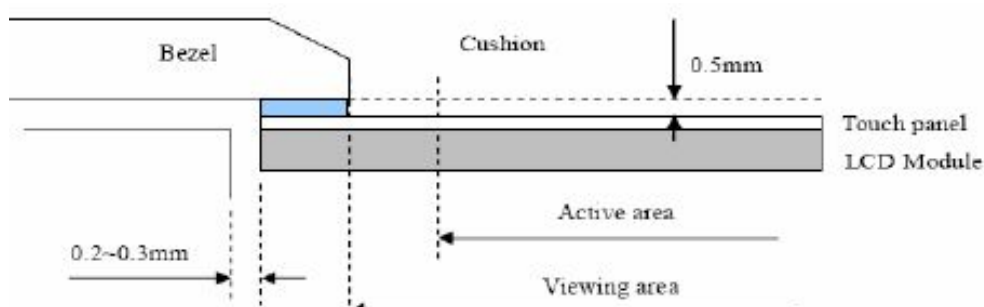 Bezel
Cushion
0.5mm
Touch panel
LCD Module
Active area
0.2~0.3mm
Viewing area